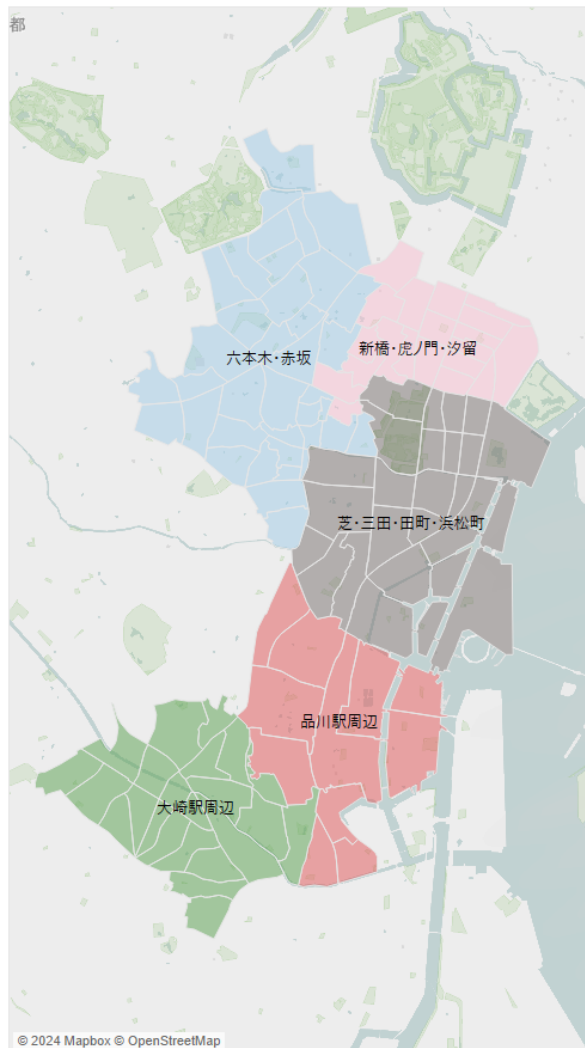 都
新橋・虎ノ門・汐留
六本木・赤坂
芝・三田・田町・浜松町
品川駅周辺
大崎駅周辺
© 2024 Mapbox © OpenStreetMap